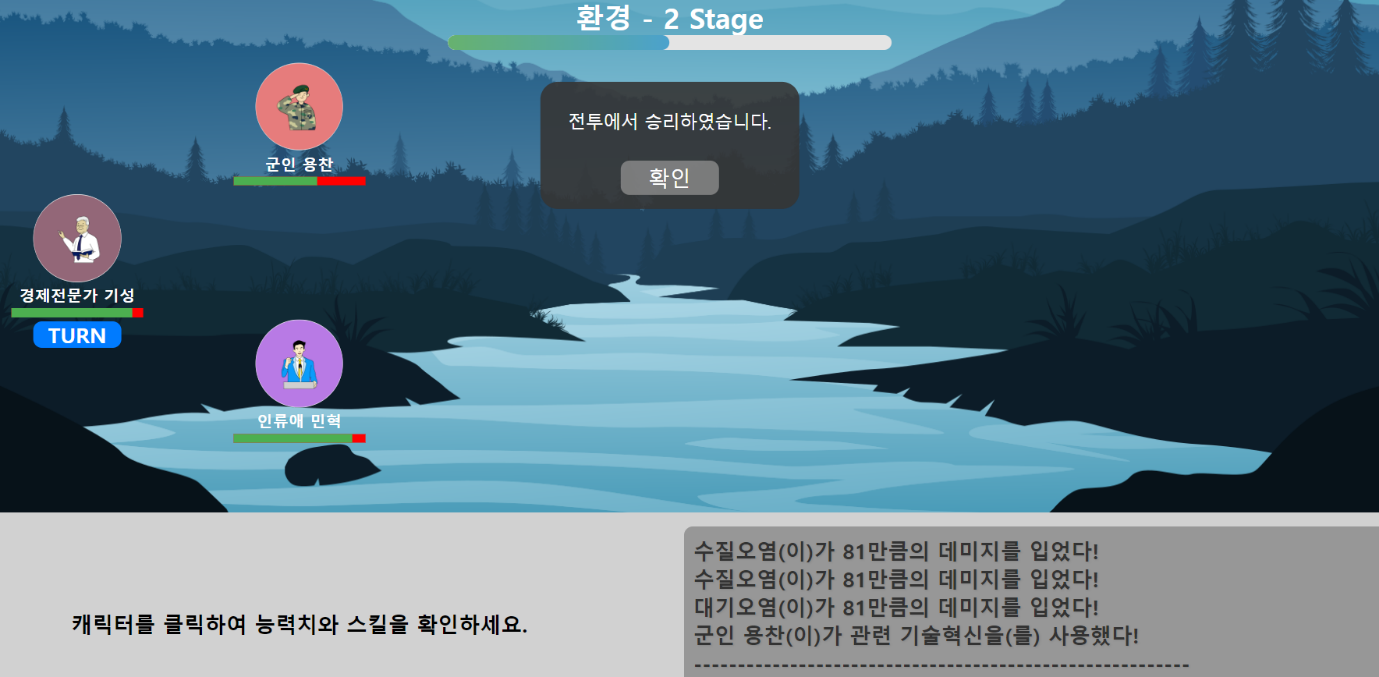 환경 - 2 Stage
전투에서 승리하였습니다.
확인
군인 용찬
경제전문가 기성
TURN
인류애 민혁
캐릭터를 클릭하여 능력치와 스킬을 확인하세요.
수질오염(이)가 81만큼의 데미지를 입었다!
수질오염(이)가 81만큼의 데미지를 입었다!
대기오염(이)가 81만큼의 데미지를 입었다!
군인 용찬(이)가 관련 기술혁신을(를) 사용했다!
---------------------------------------------------------